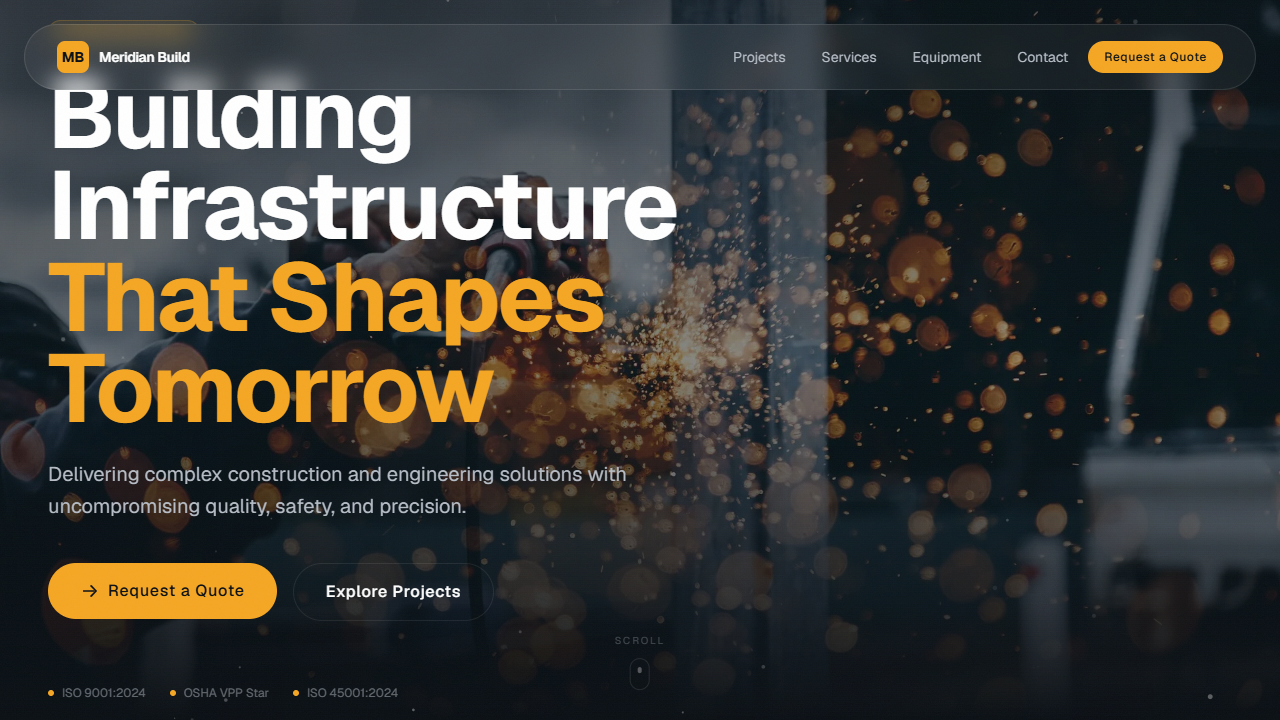 MB Meridian Build
Projects Services Equipment Contact Request a Quote
Building
Infrastructure
That Shapes
Tomorrow
Delivering complex construction and engineering solutions with
uncompromising quality, safety, and precision.
→ Request a Quote
Explore Projects
SCROLL
ISO 9001:2024 OSHA VPP Star ISO 45001:2024